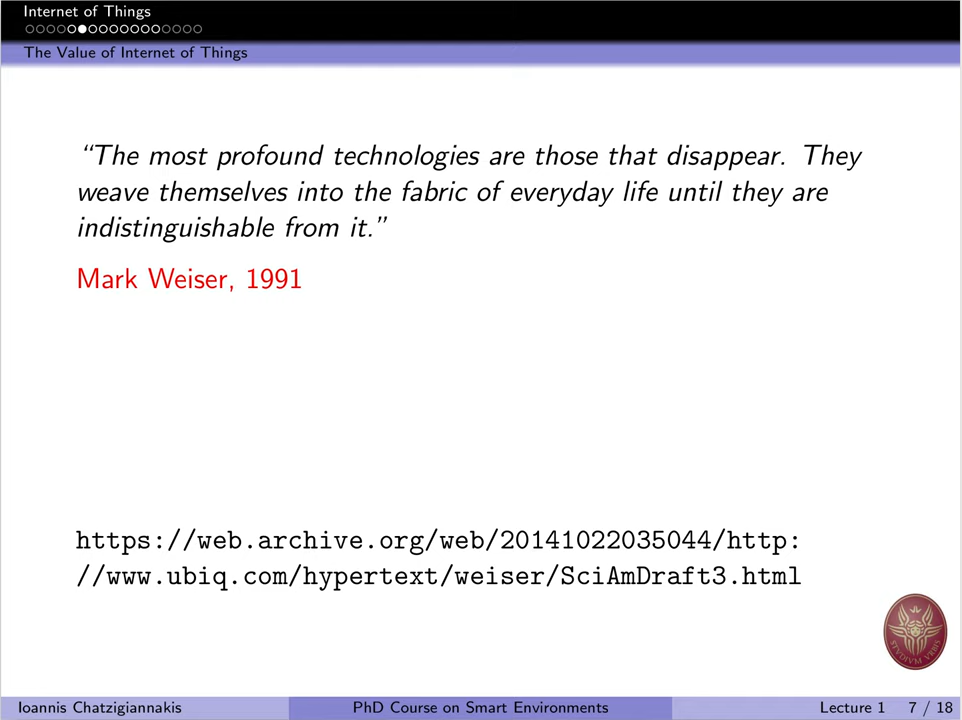 Internet of Things
The Value of Internet of Things
“The most profound technologies are those that disappear. They
weave themselves into the fabric of everyday life until they are
indistinguishable from it.”
Mark Weiser, 1991
https://web.archive.org/web/20141022035044/http:
//www.ubiq.com/hypertext/weiser/SciAmDraft3.html
STVDIVM VRBIS
Ioannis Chatzigiannakis PhD Course on Smart Environments Lecture 1 7 / 18